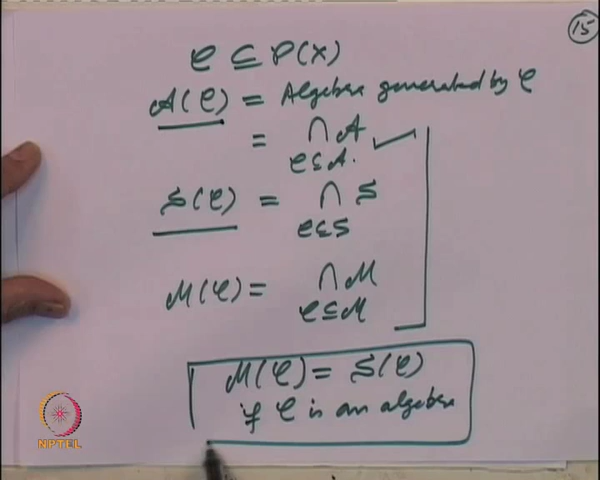 15
𝒞 ⊆ P(X)
𝒜(𝒞) = Algebra generated by 𝒞
= ∩ 𝒜
𝒞 ⊆ 𝒜.
𝒮(𝒞) = ∩ 𝒮
𝒞 ⊆ 𝒮
ℳ(𝒞) = ∩ ℳ
𝒞 ⊆ ℳ
ℳ(𝒞) = 𝒮(𝒞)
if 𝒞 is an algebra
NPTEL